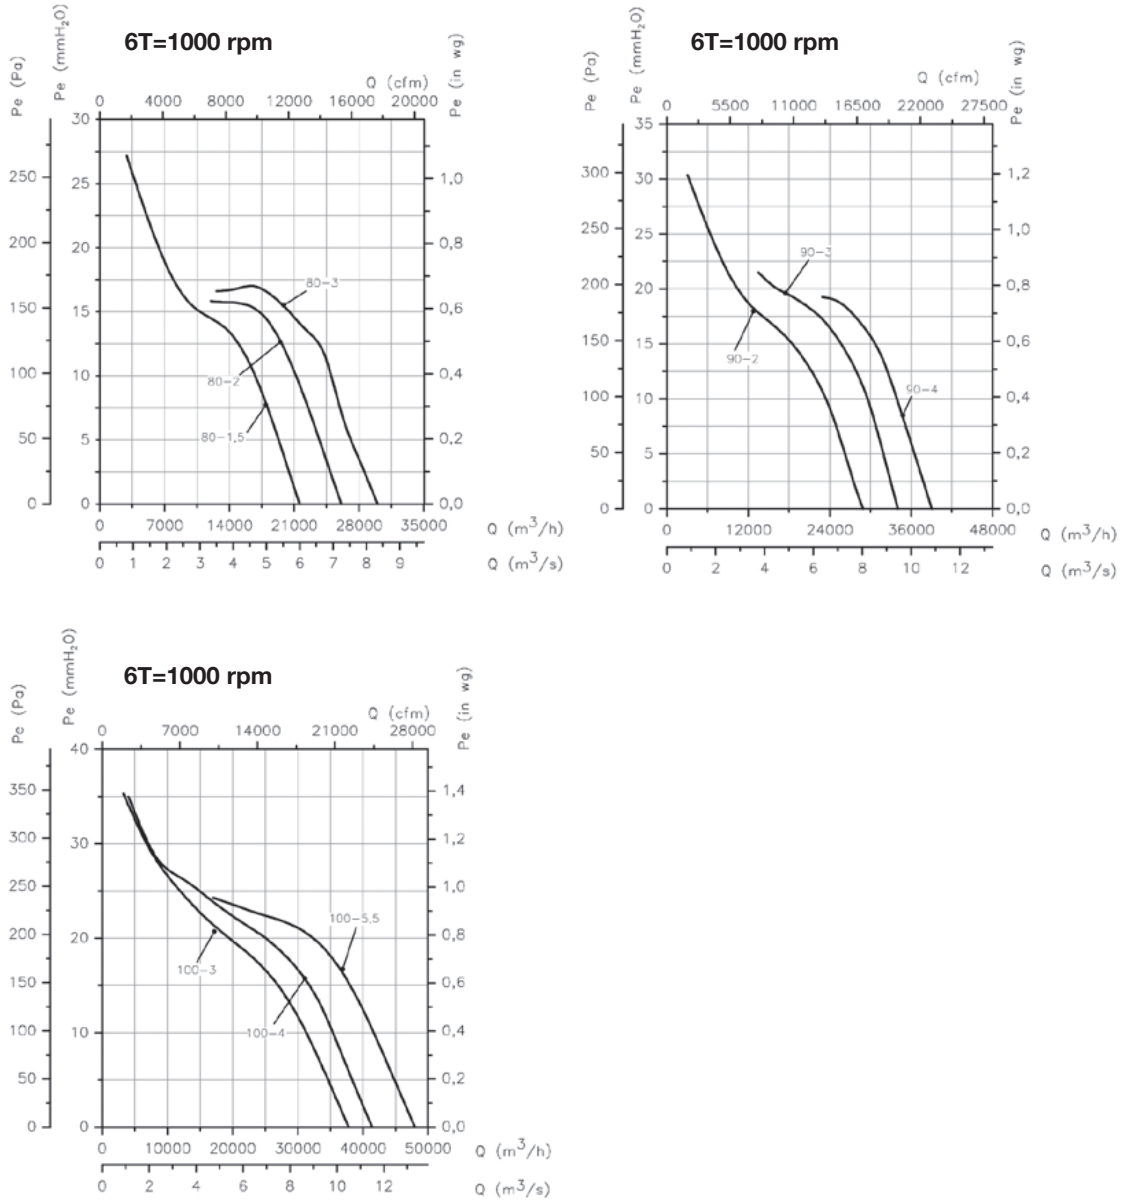 6T=1000 rpm
Pe (Pa)
Pe (mmH2O)
Pe (in wg)
Q (cfm)
0 4000 8000 12000 16000 20000
30
25
20
15
10
5
0
250
200
150
100
50
0
1,0
0,8
0,6
0,4
0,2
0,0
80-3
80-2
80-1,5
0 7000 14000 21000 28000 35000
Q (m3/h)
0 1 2 3 4 5 6 7 8 9
Q (m3/s)
6T=1000 rpm
Pe (Pa)
Pe (mmH2O)
Pe (in wg)
Q (cfm)
0 5500 11000 16500 22000 27500
35
30
25
20
15
10
5
0
300
250
200
150
100
50
0
1,2
1,0
0,8
0,6
0,4
0,2
0,0
90-3
90-2
90-4
0 12000 24000 36000 48000
Q (m3/h)
0 2 4 6 8 10 12
Q (m3/s)
6T=1000 rpm
Pe (Pa)
Pe (mmH2O)
Pe (in wg)
Q (cfm)
0 7000 14000 21000 28000
40
30
20
10
0
350
300
250
200
150
100
50
0
1,4
1,2
1,0
0,8
0,6
0,4
0,2
0,0
100-5,5
100-3
100-4
0 10000 20000 30000 40000 50000
Q (m3/h)
0 2 4 6 8 10 12
Q (m3/s)